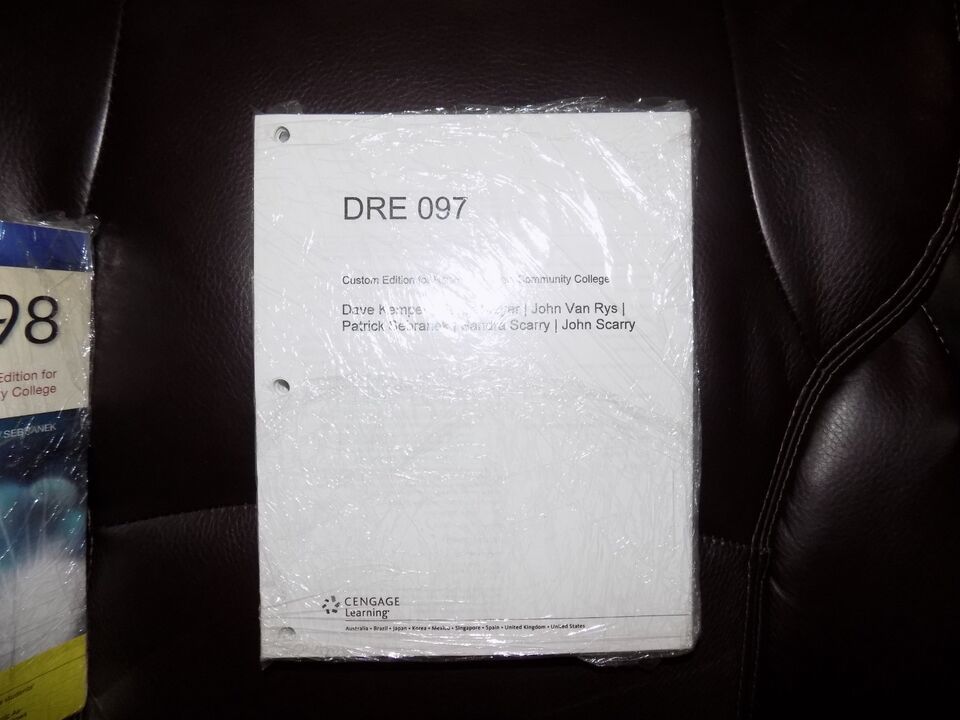 DRE 097
Custom Edition for Community College
Dave Kemper | John Van Rys |
Patrick Sebranek | Sandra Scarry | John Scarry
CENGAGE
Learning®
Australia • Brazil • Japan • Korea • Mexico • Singapore • Spain • United Kingdom • United States
98
Edition for
College
SEBRANEK